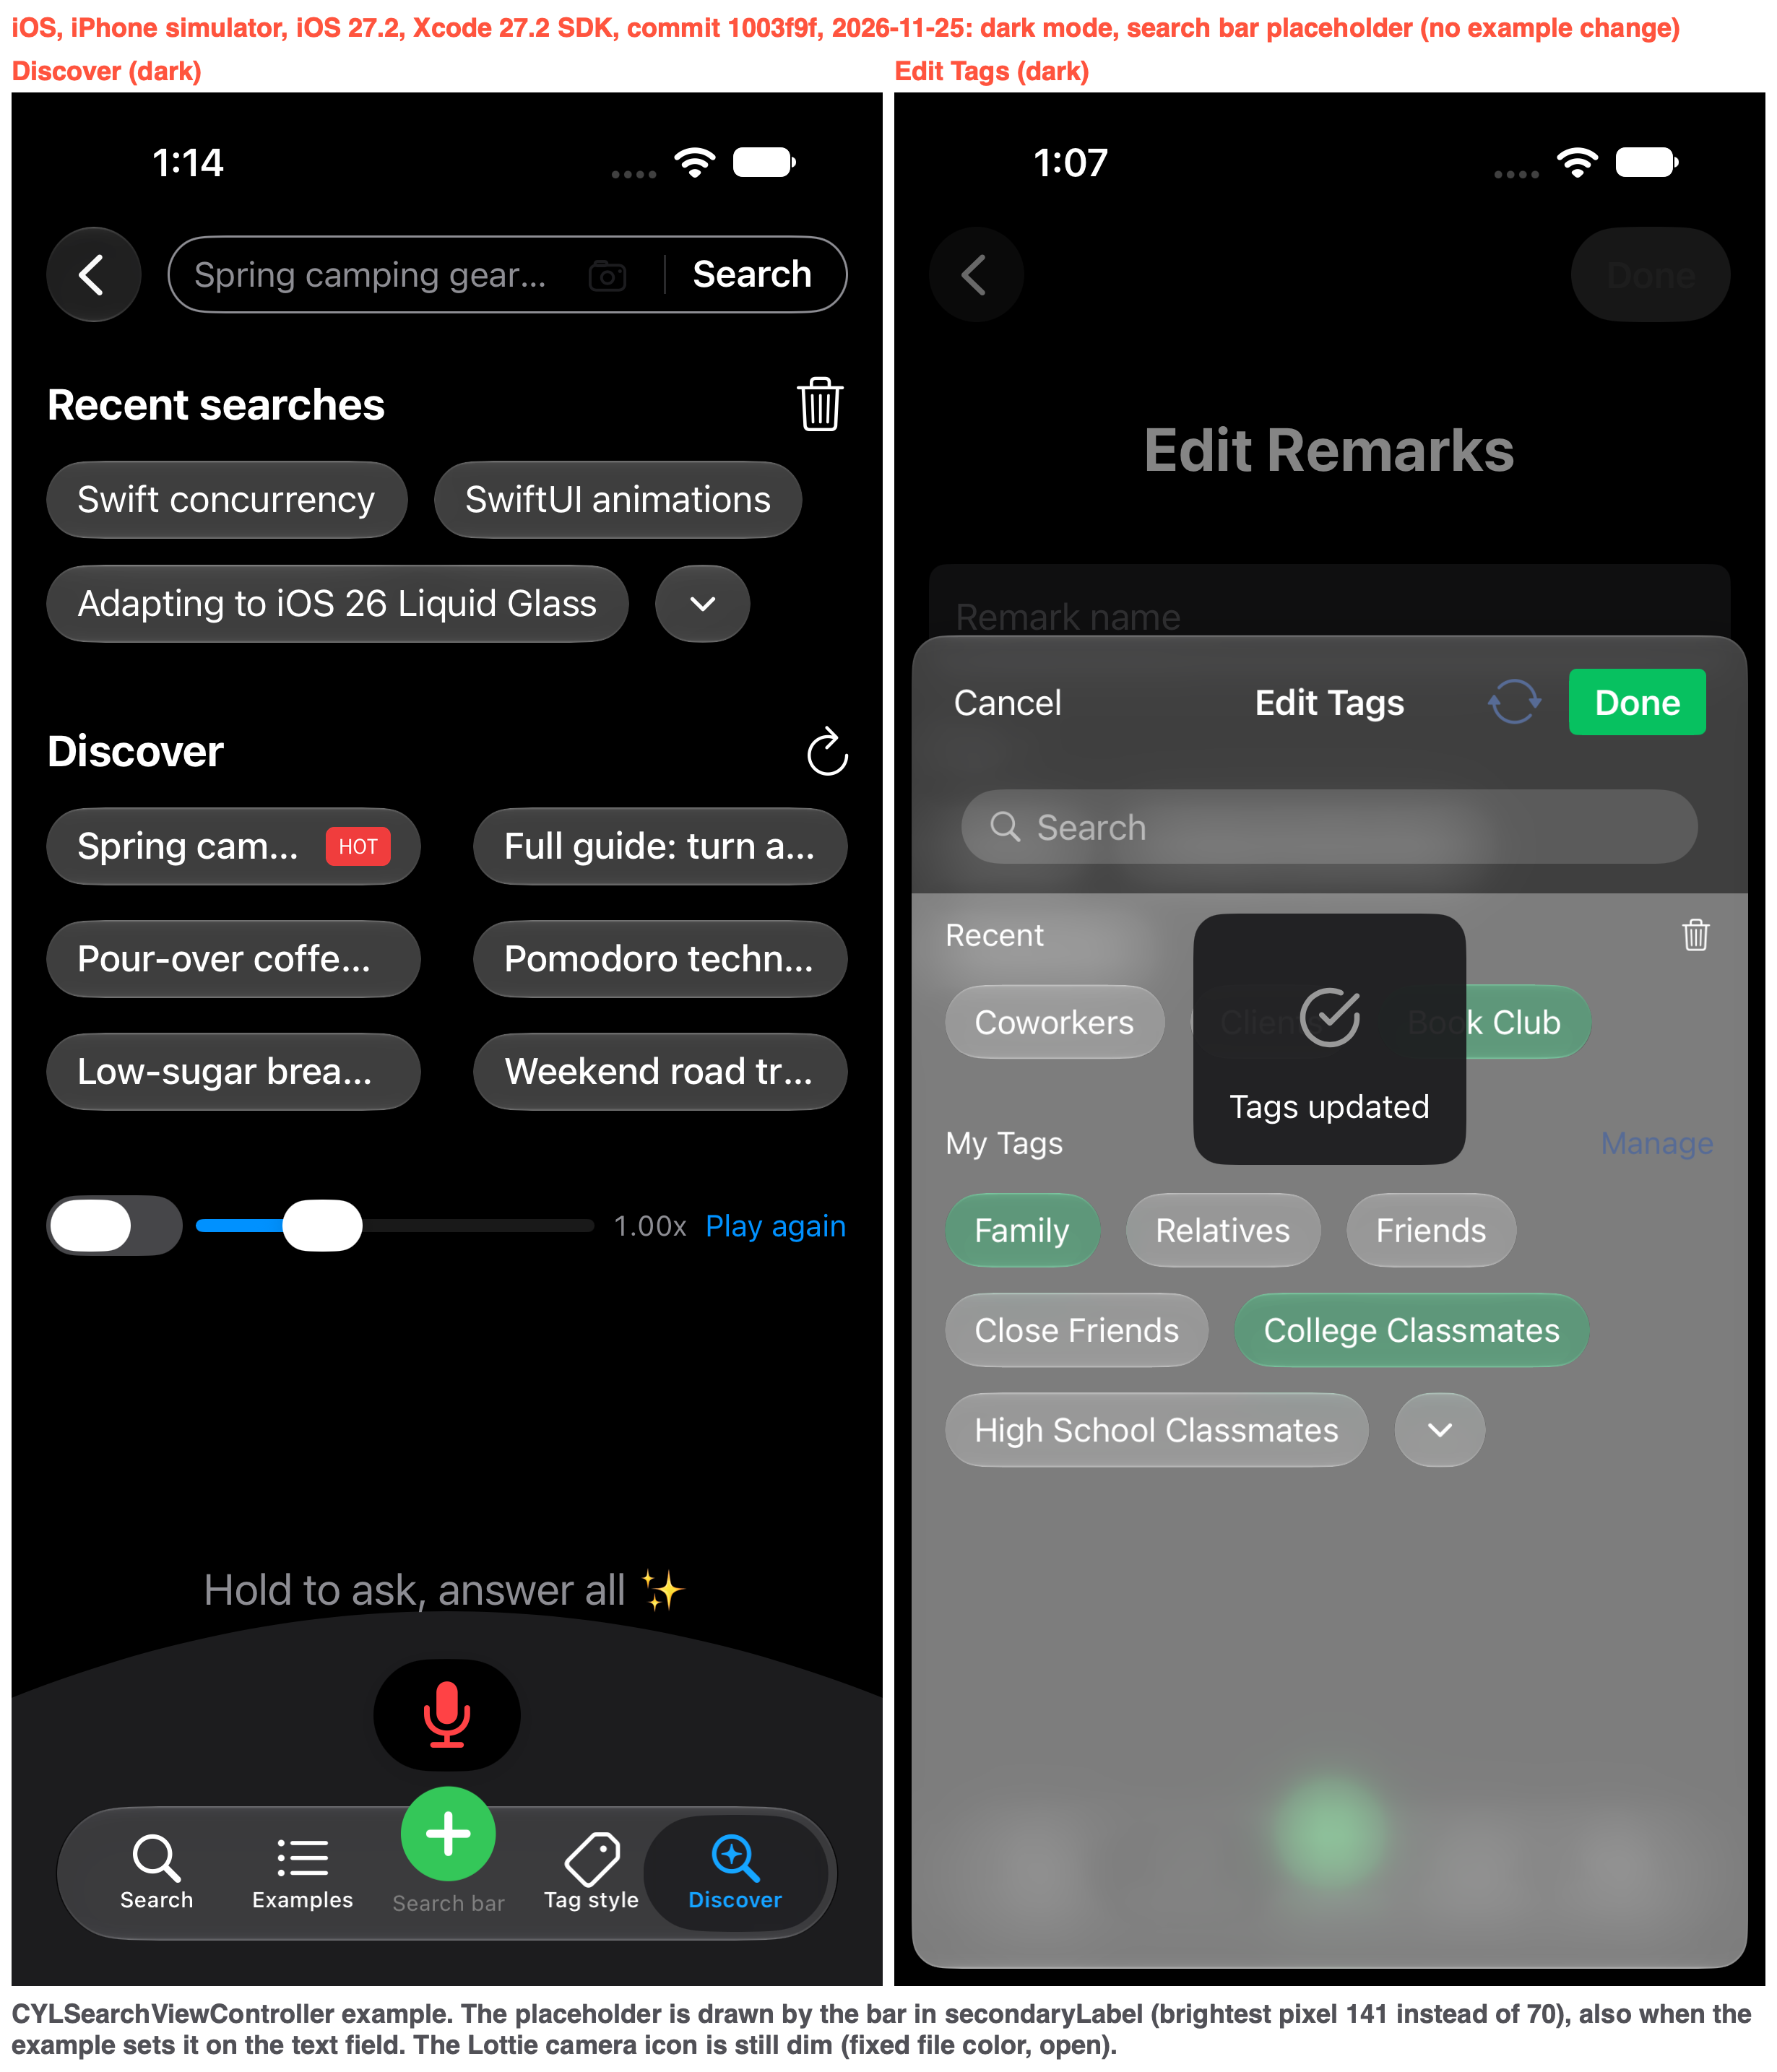 iOS, iPhone simulator, iOS 27.2, Xcode 27.2 SDK, commit 1003f9f, 2026-11-25: dark mode, search bar placeholder (no example change)
Discover (dark)
1:14
Spring camping gear...
Search
Recent searches
Swift concurrency
SwiftUI animations
Adapting to iOS 26 Liquid Glass
Discover
Spring cam...
HOT
Full guide: turn a...
Pour-over coffe...
Pomodoro techn...
Low-sugar brea...
Weekend road tr...
1.00x
Play again
Hold to ask, answer all ✨
Search
Examples
Search bar
Tag style
Discover
Edit Tags (dark)
1:07
Done
Edit Remarks
Remark name
Cancel
Edit Tags
Done
Search
Recent
Coworkers
Clients
Book Club
Tags updated
My Tags
Manage
Family
Relatives
Friends
Close Friends
College Classmates
High School Classmates
CYLSearchViewController example. The placeholder is drawn by the bar in secondaryLabel (brightest pixel 141 instead of 70), also when the
example sets it on the text field. The Lottie camera icon is still dim (fixed file color, open).